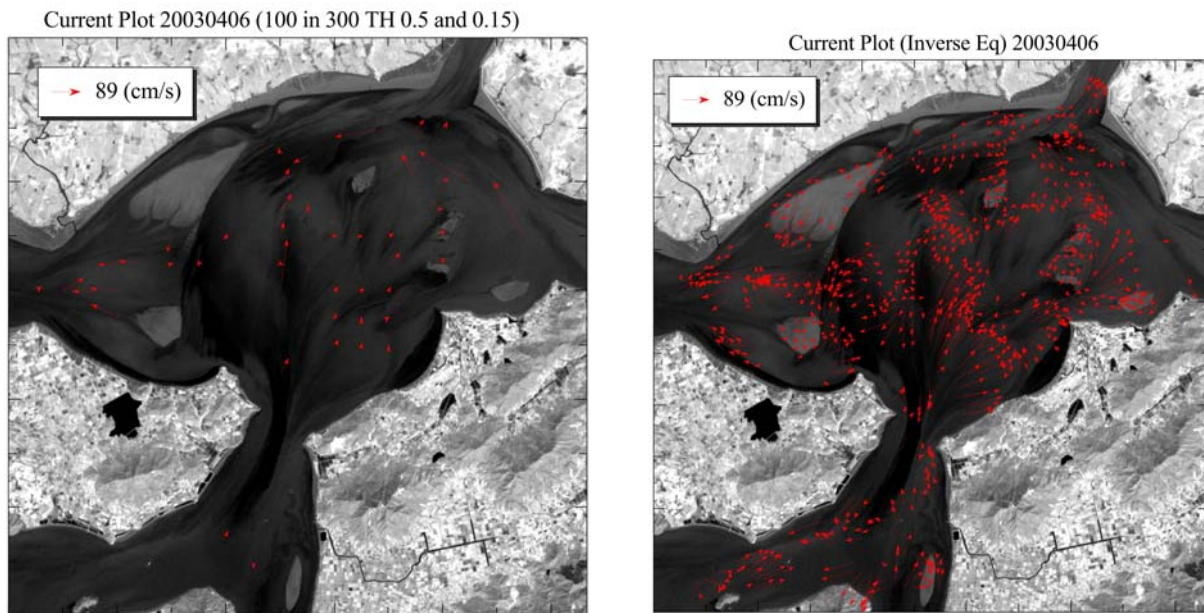 Current Plot 20030406 (100 in 300 TH 0.5 and 0.15)
89 (cm/s)
Current Plot (Inverse Eq) 20030406
89 (cm/s)